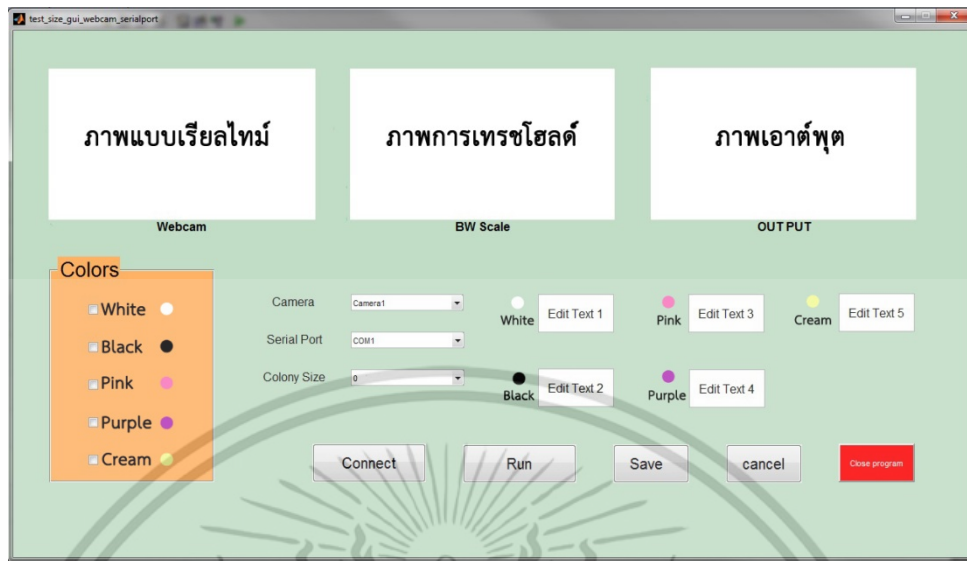 test_size_gui_webcam_serialport
ภาพแบบเรียลไทม์
ภาพการเทรชโฮลด์
ภาพเอาต์พุต
Webcam
BW Scale
OUTPUT
Colors
White
Black
Pink
Purple
Cream
Camera
Camera1
Serial Port
COM1
Colony Size
0
White
Edit Text 1
Pink
Edit Text 3
Cream
Edit Text 5
Black
Edit Text 2
Purple
Edit Text 4
Connect
Run
Save
cancel
Close program